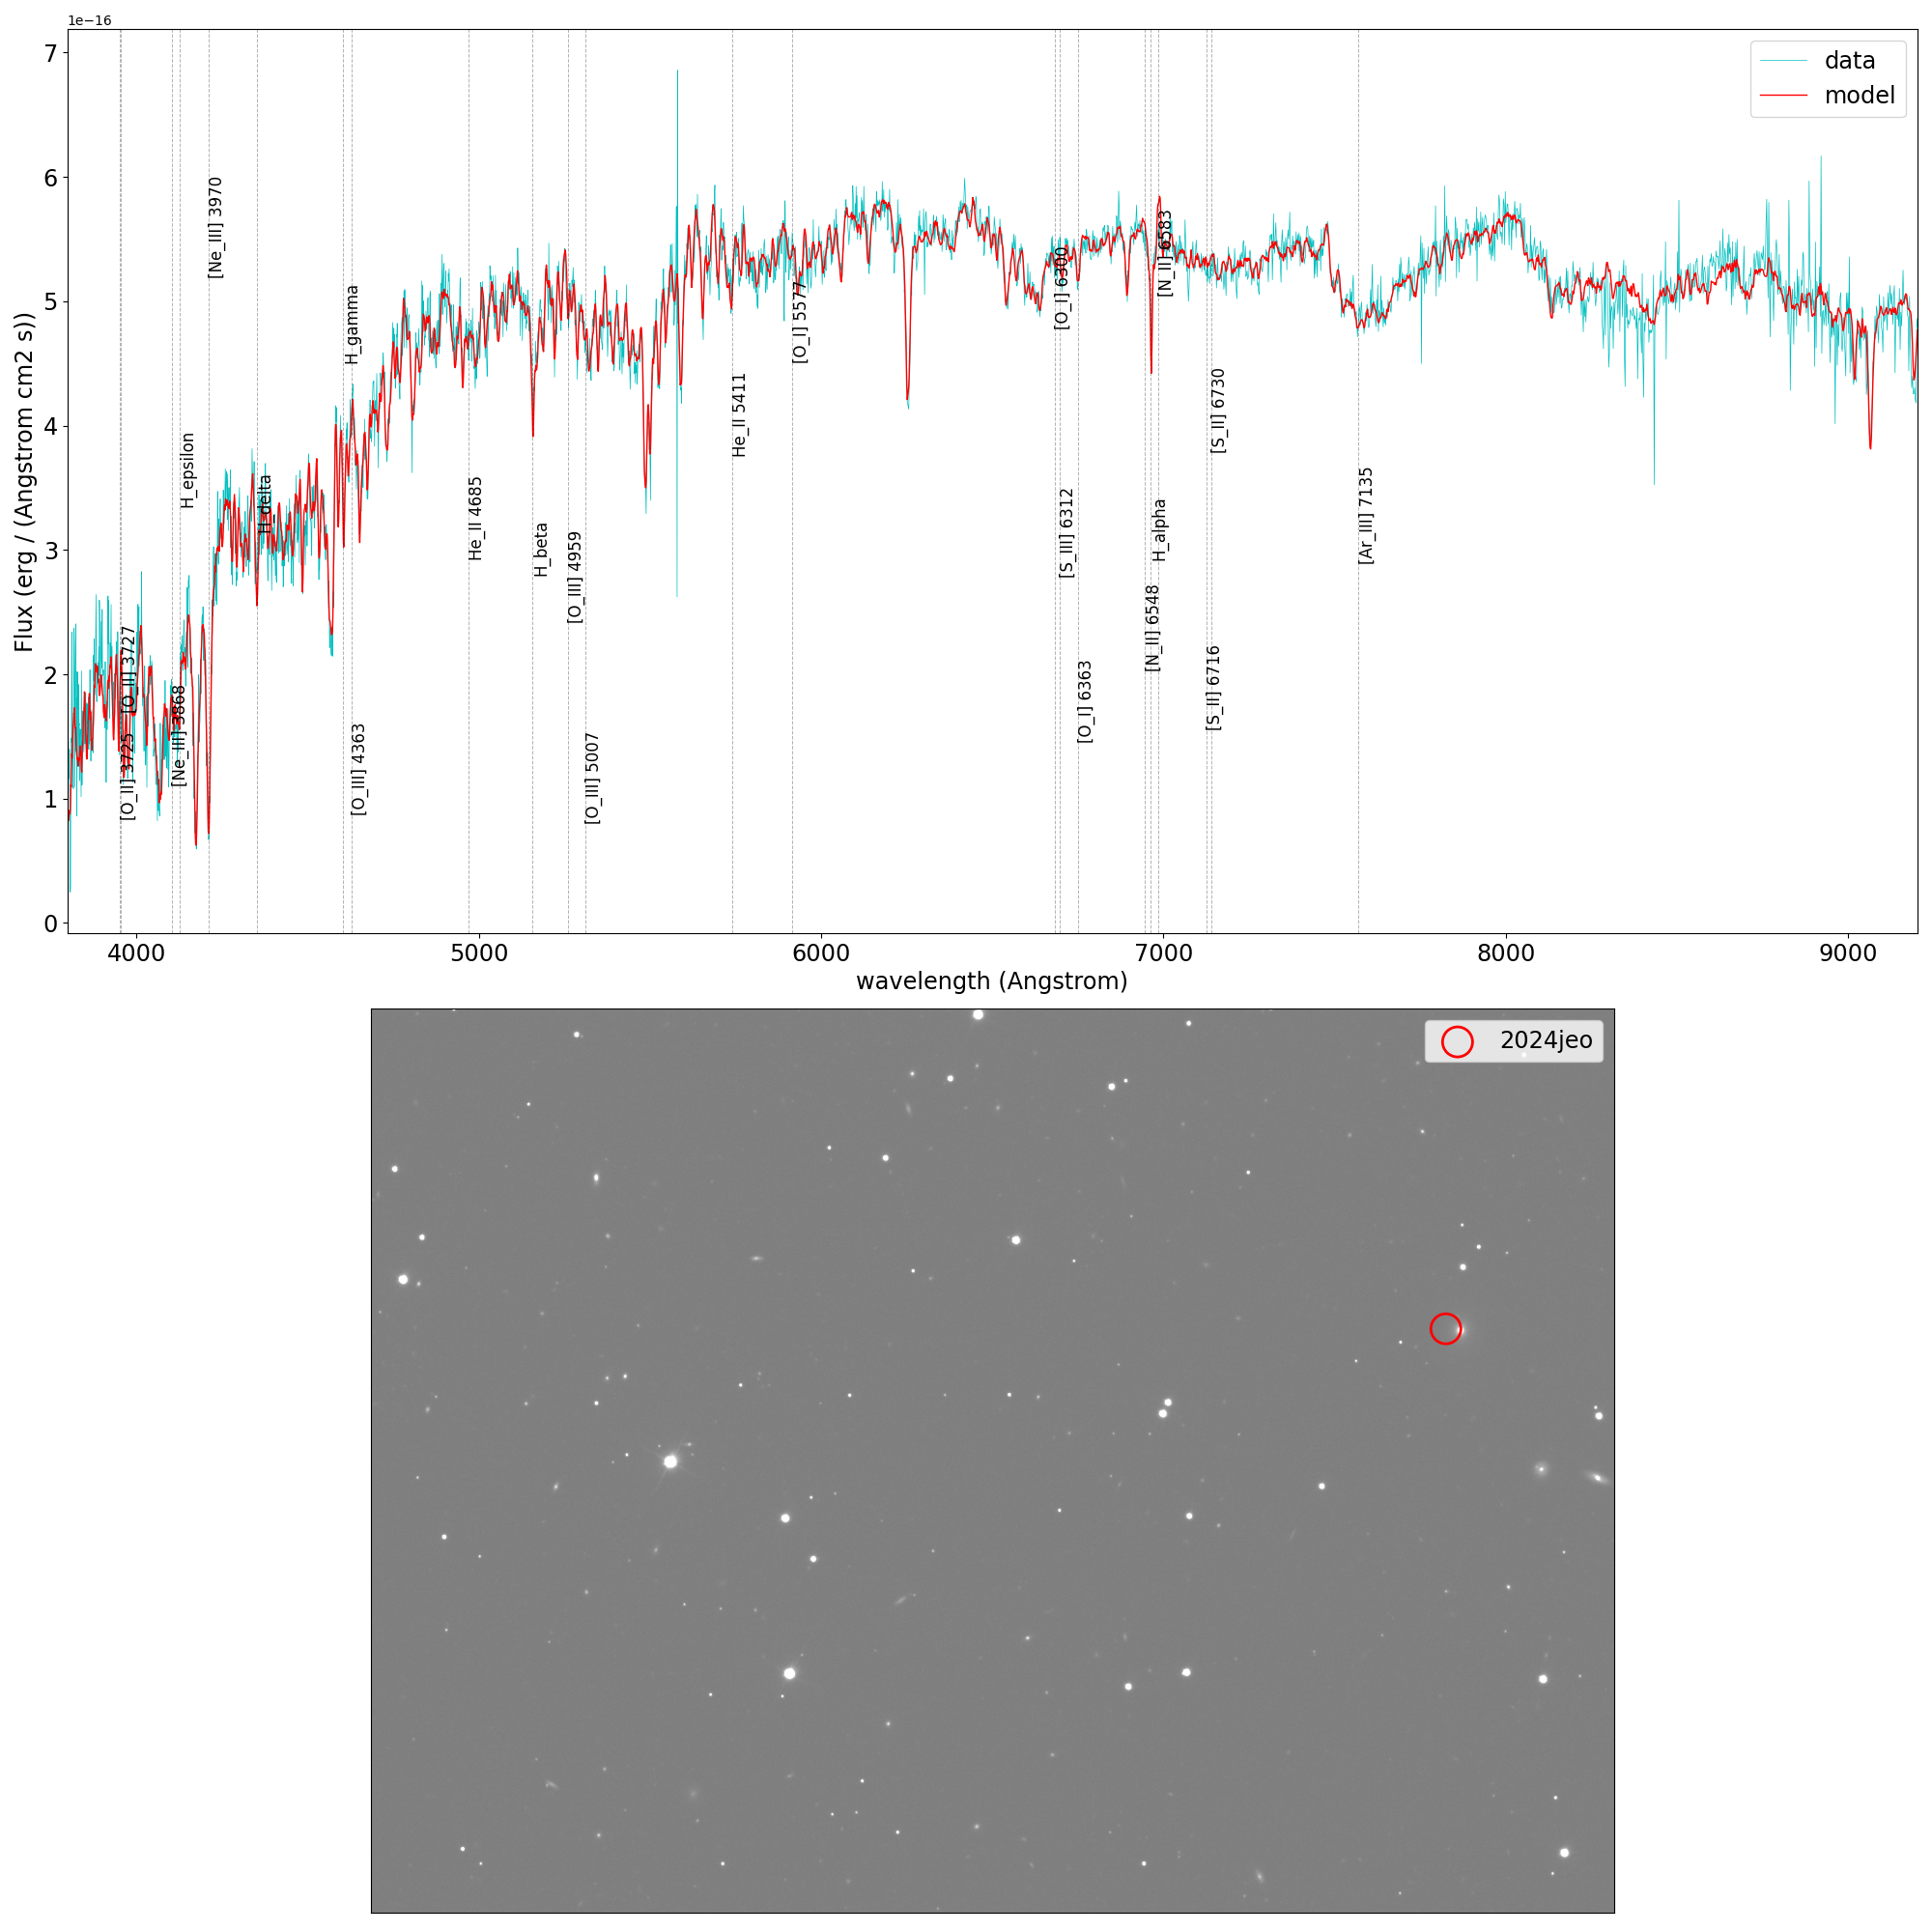 1e−16
data
model
7
6
5
4
3
2
1
0
Flux (erg / (Angstrom cm2 s))
[O_II] 3725
[O_II] 3727
[Ne_III] 3868
H_epsilon
[Ne_III] 3970
H_delta
H_gamma
[O_III] 4363
He_II 4685
H_beta
[O_III] 4959
[O_III] 5007
He_II 5411
[O_I] 5577
[O_I] 6300
[S_III] 6312
[O_I] 6363
[N_II] 6548
H_alpha
[N_II] 6583
[S_II] 6716
[S_II] 6730
[Ar_III] 7135
4000
5000
6000
7000
8000
9000
wavelength (Angstrom)
2024jeo